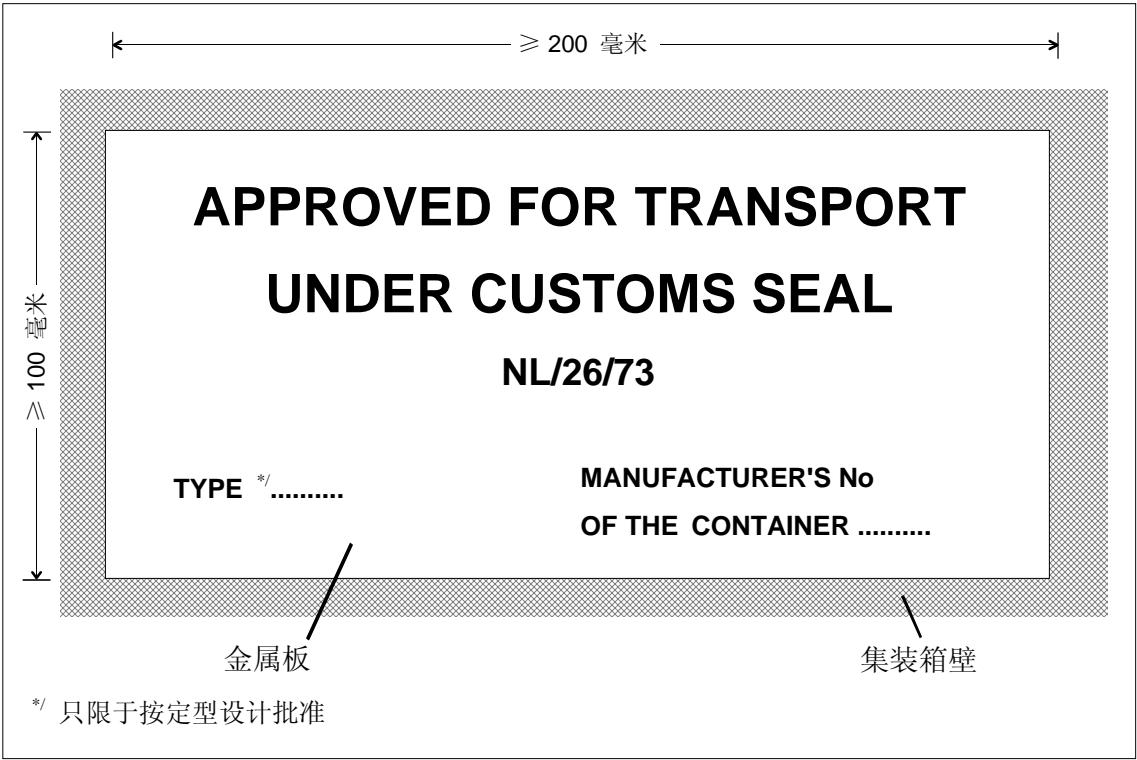 ≥ 200 毫米
≥ 100 毫米
APPROVED FOR TRANSPORT
UNDER CUSTOMS SEAL
NL/26/73
TYPE */..........
MANUFACTURER'S No
OF THE CONTAINER ..........
金属板
集装箱壁
*/ 只限于按定型设计批准